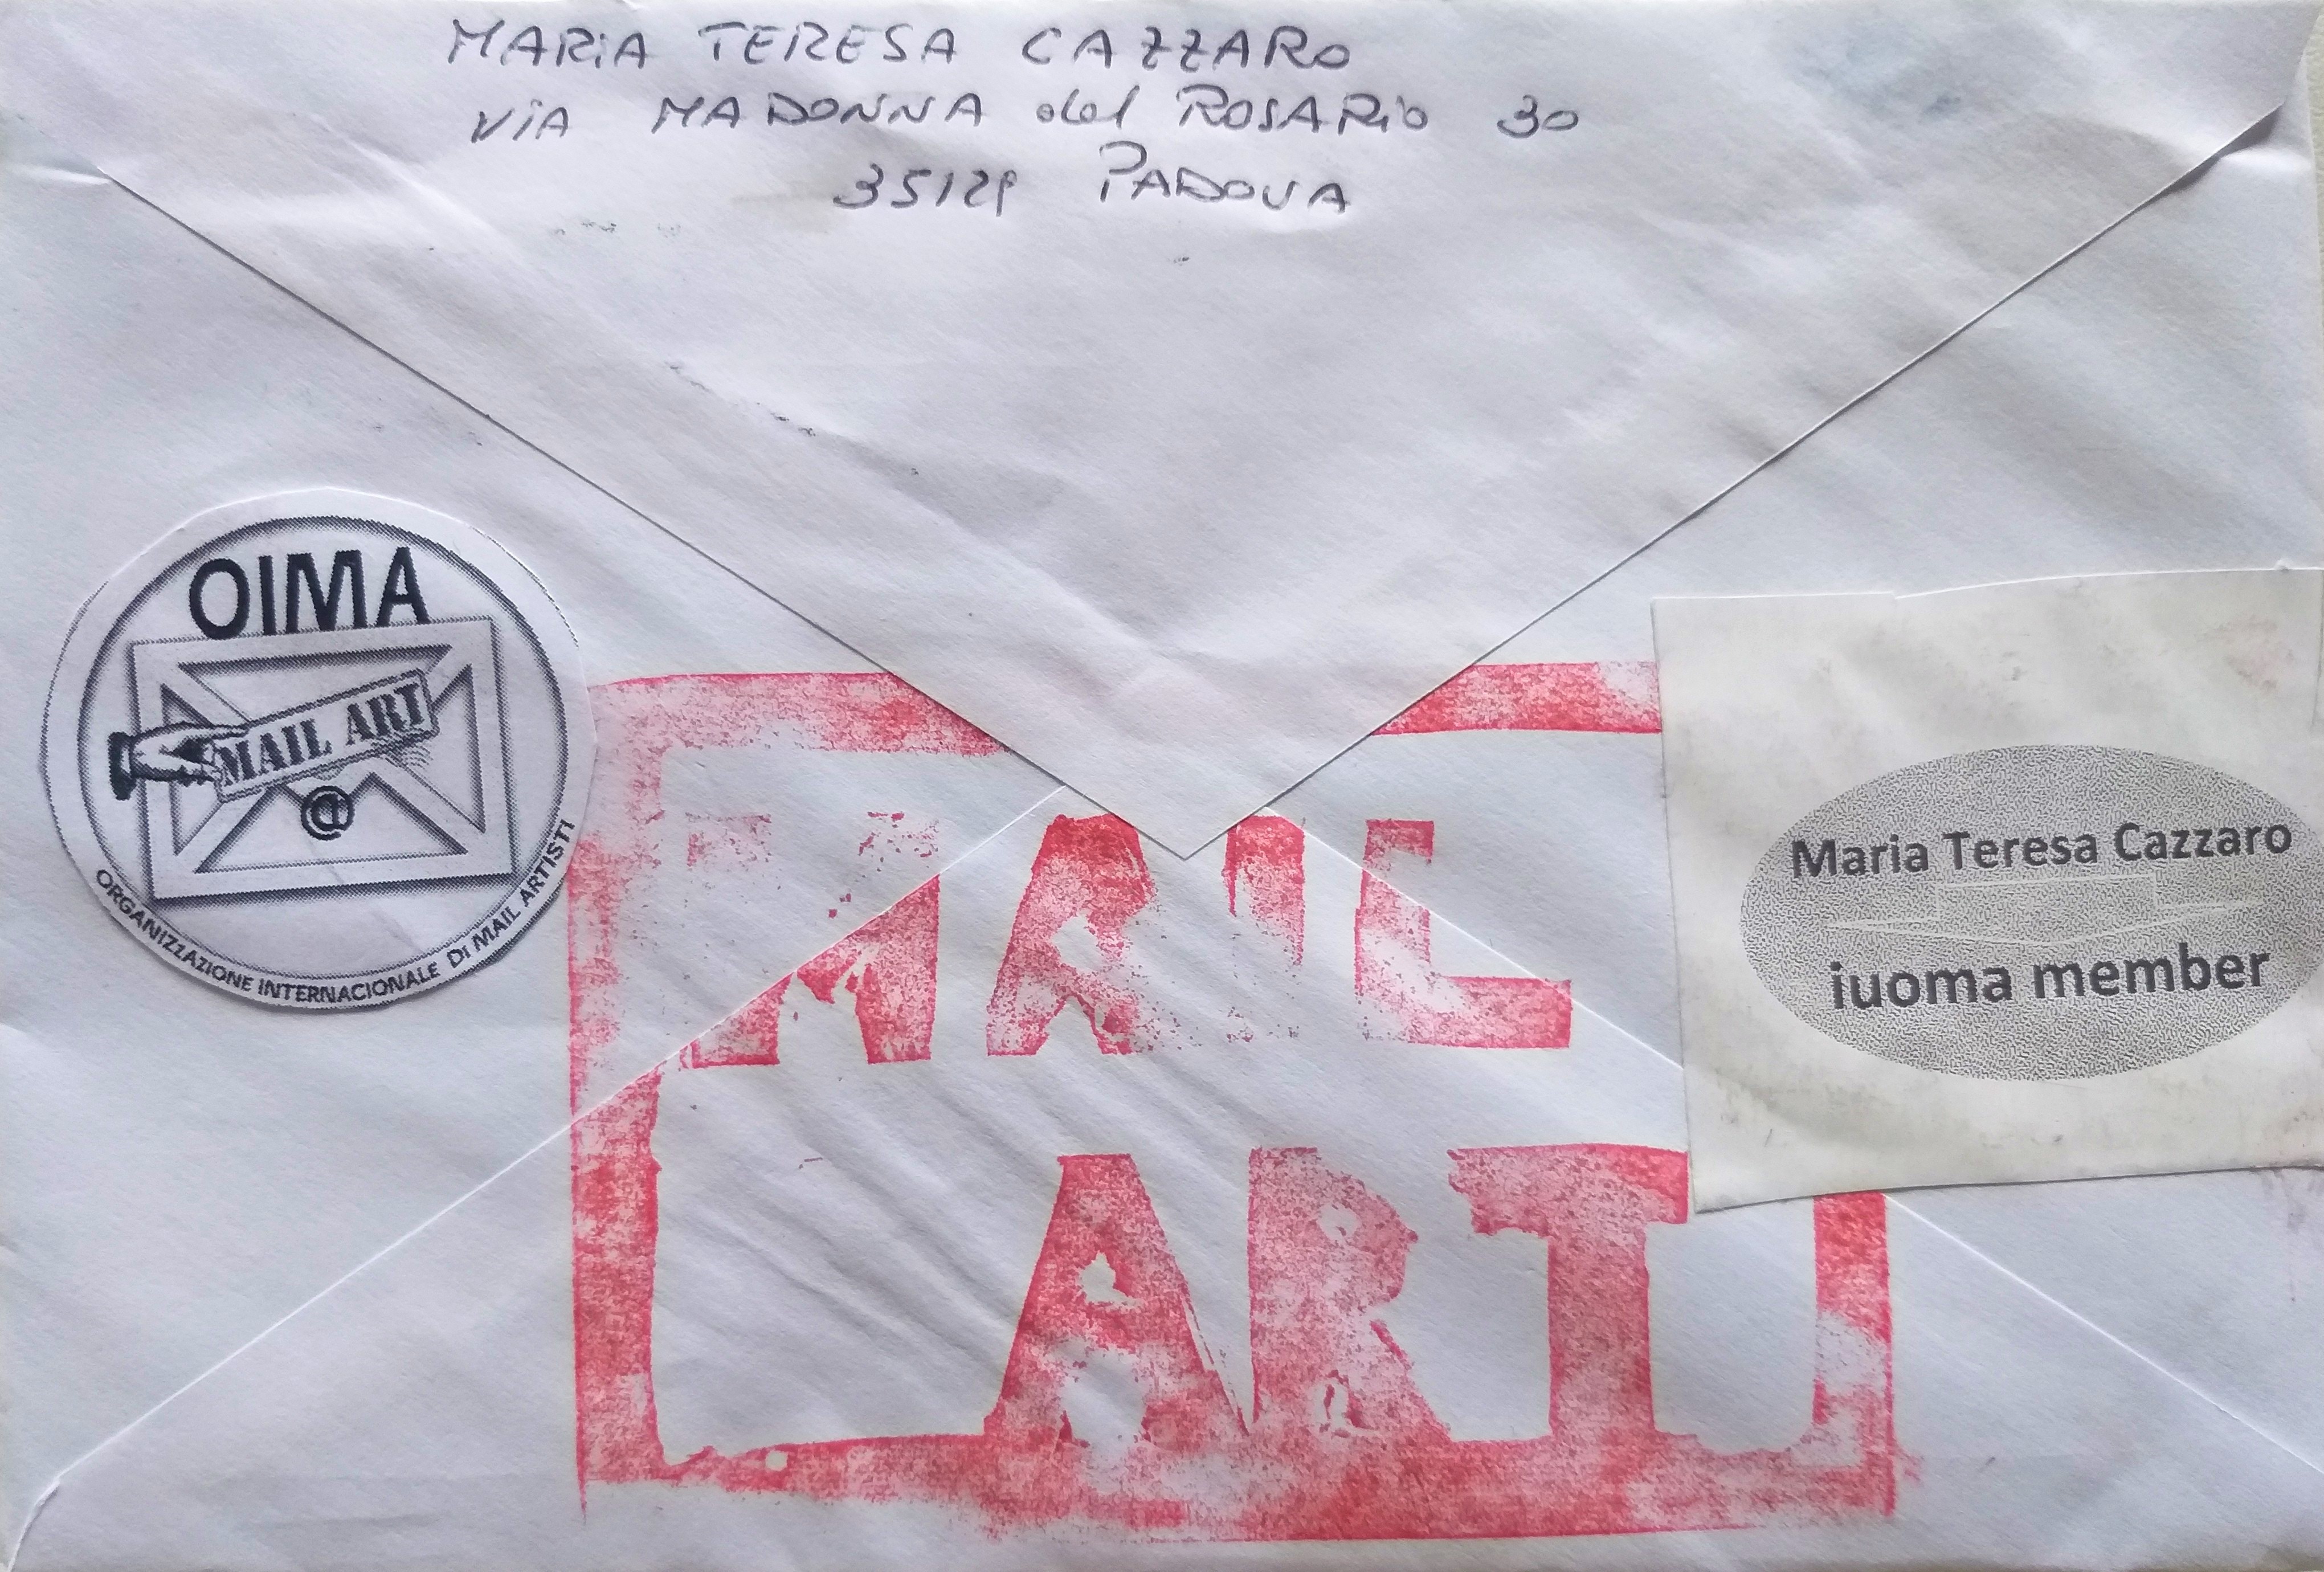 MARIA TERESA CAZZARO
VIA MADONNA del ROSARIO 30
35129 PADOVA
OIMA
MAIL ART
@
ORGANIZZAZIONE INTERNACIONALE Di MAIL ARTISTI
MAIL
ART
Maria Teresa Cazzaro
iuoma member